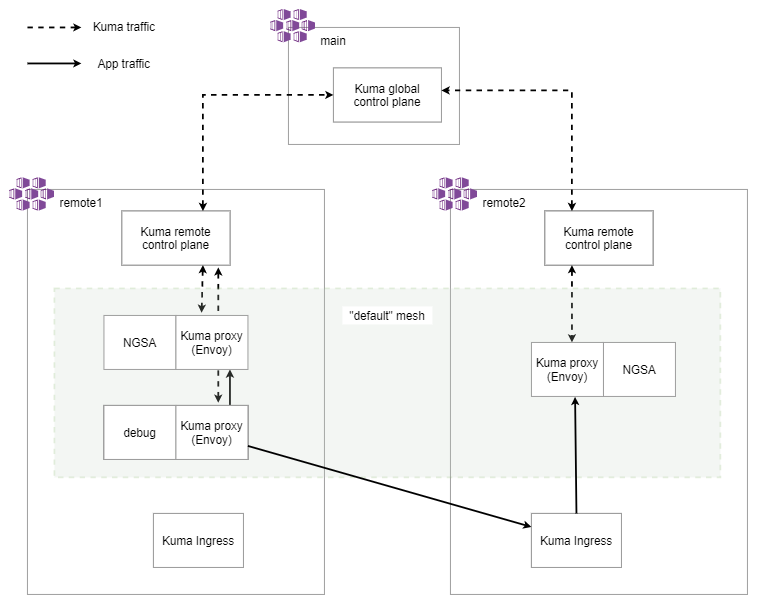 Kuma traffic
App traffic
main
Kuma global
control plane
remote1
remote2
Kuma remote
control plane
Kuma remote
control plane
"default" mesh
NGSA
Kuma proxy
(Envoy)
Kuma proxy
(Envoy)
NGSA
debug
Kuma proxy
(Envoy)
Kuma Ingress
Kuma Ingress